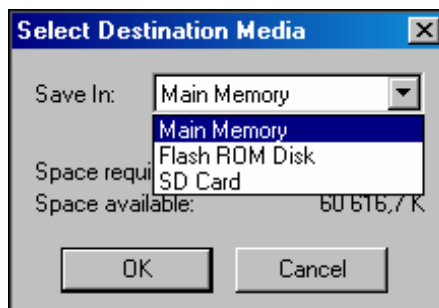 Select Destination Media
Save In: Main Memory
Main Memory
Flash ROM Disk
Space requi
SD Card
Space available: 60 616,7 K
OK Cancel